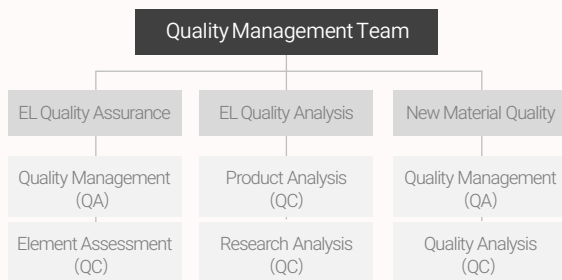 Quality Management Team
EL Quality Assurance
EL Quality Analysis
New Material Quality
Quality Management
(QA)
Product Analysis
(QC)
Quality Management
(QA)
Element Assessment
(QC)
Research Analysis
(QC)
Quality Analysis
(QC)